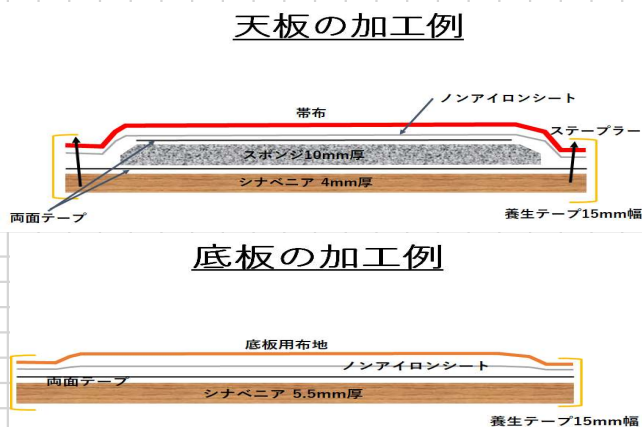 天板の加工例
ノンアイロンシート
帯布
ステープラー
スポンジ10mm厚
シナベニア 4mm厚
両面テープ
養生テープ15mm幅
底板の加工例
底板用布地
ノンアイロンシート
両面テープ
シナベニア 5.5mm厚
養生テープ15mm幅